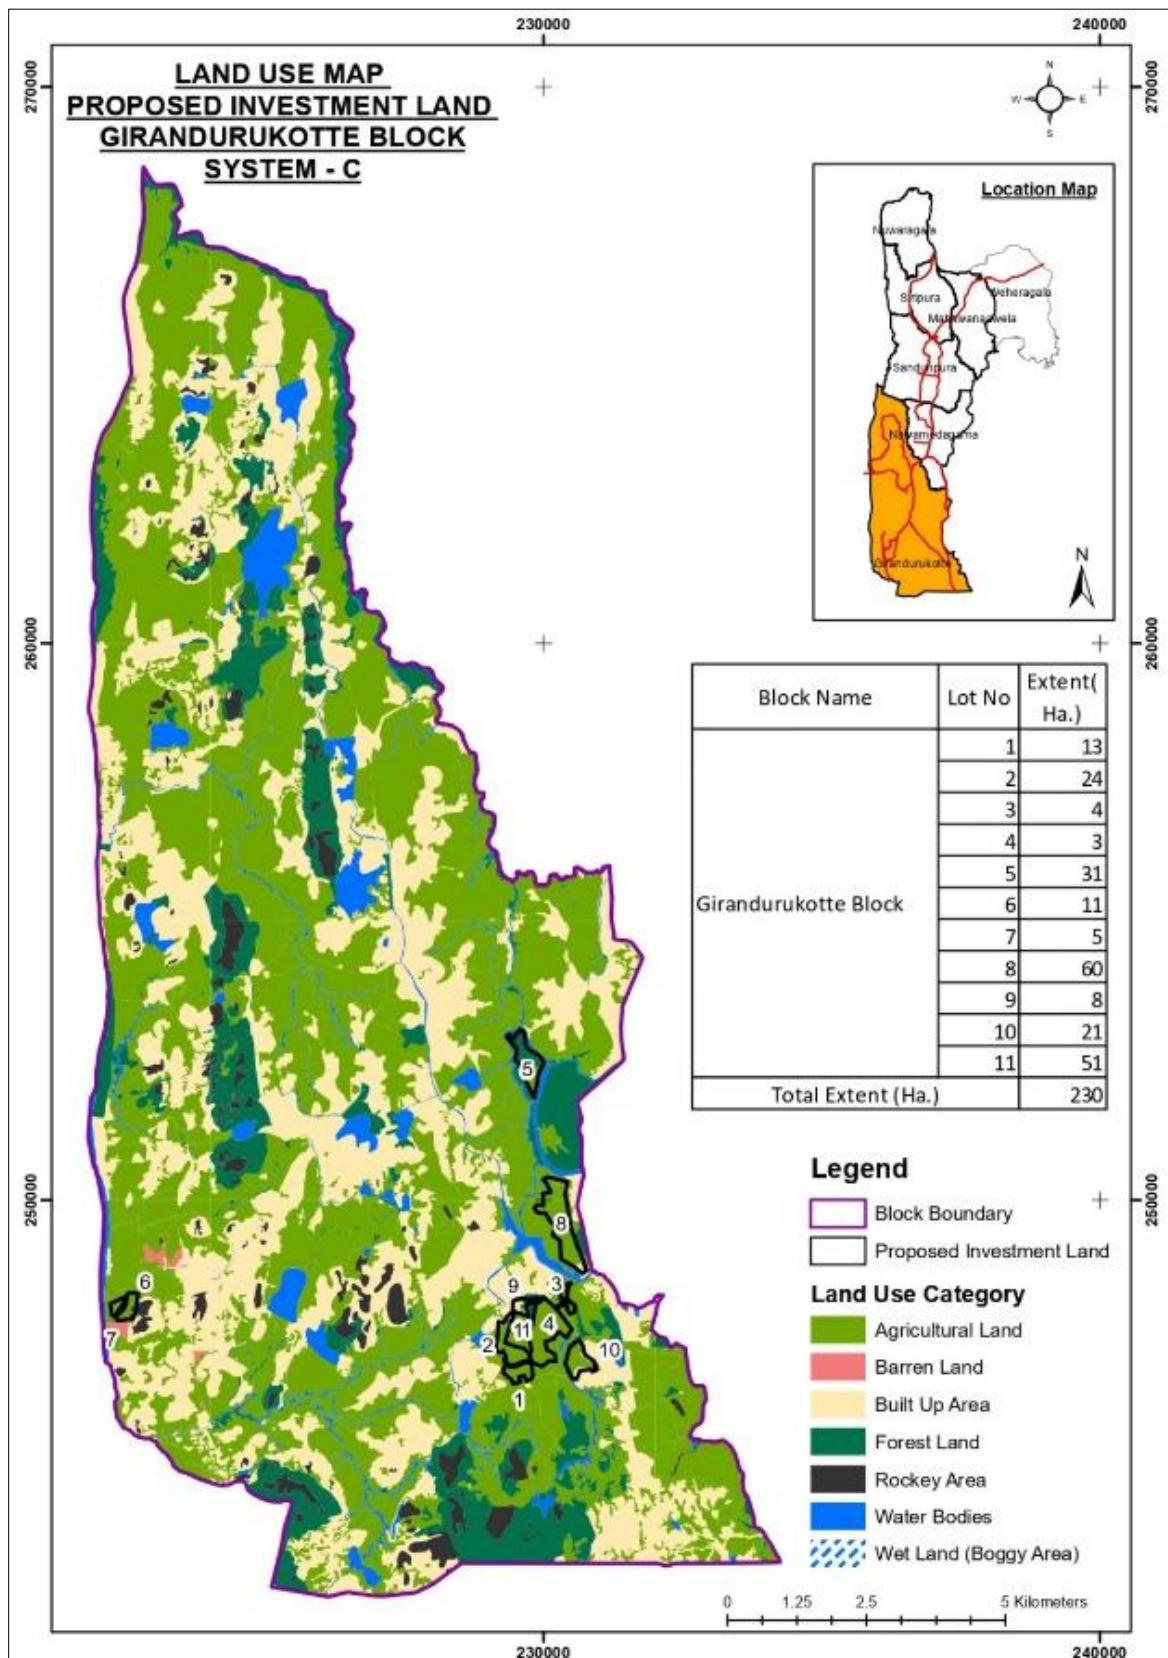 230000
240000
270000
270000
LAND USE MAP
PROPOSED INVESTMENT LAND
GIRANDURUKOTTE BLOCK
SYSTEM - C
N
W
E
S
Location Map
Nuwaragala
Siripura
Weheragala
Sandunpura
Nawamedagama
Girandurukotte
N
260000
260000
Block Name Lot No Extent(
Ha.)
Girandurukotte Block
1 13
2 24
3 4
4 3
5 31
6 11
7 5
8 60
9 8
10 21
11 51
Total Extent (Ha.) 230
5
8
3
9
4
11
2
10
1
6
7
250000
250000
Legend
Block Boundary
Proposed Investment Land
Land Use Category
Agricultural Land
Barren Land
Built Up Area
Forest Land
Rockey Area
Water Bodies
Wet Land (Boggy Area)
0 1.25 2.5 5 Kilometers
230000
240000